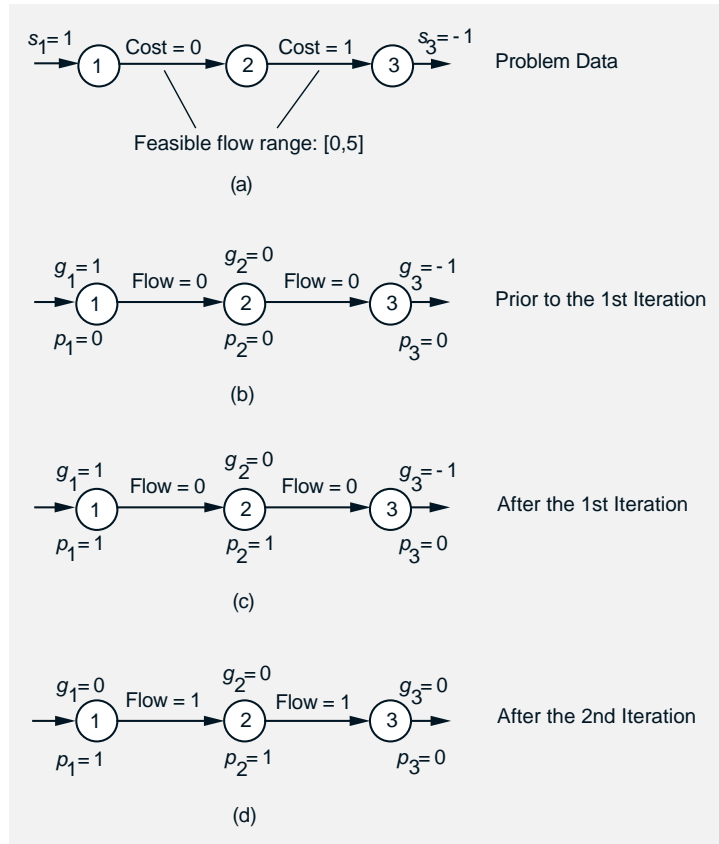 s1= 1 Cost = 0 Cost = 1 s3= - 1 Problem Data
1 2 3
Feasible flow range: [0,5]
(a)
g1= 1 Flow = 0 g2= 0 Flow = 0 g3= - 1 Prior to the 1st Iteration
1 2 3
p1= 0 p2= 0 p3= 0
(b)
g1= 1 Flow = 0 g2= 0 Flow = 0 g3= - 1 After the 1st Iteration
1 2 3
p1= 1 p2= 1 p3= 0
(c)
g1= 0 Flow = 1 g2= 0 Flow = 1 g3= 0 After the 2nd Iteration
1 2 3
p1= 1 p2= 1 p3= 0
(d)